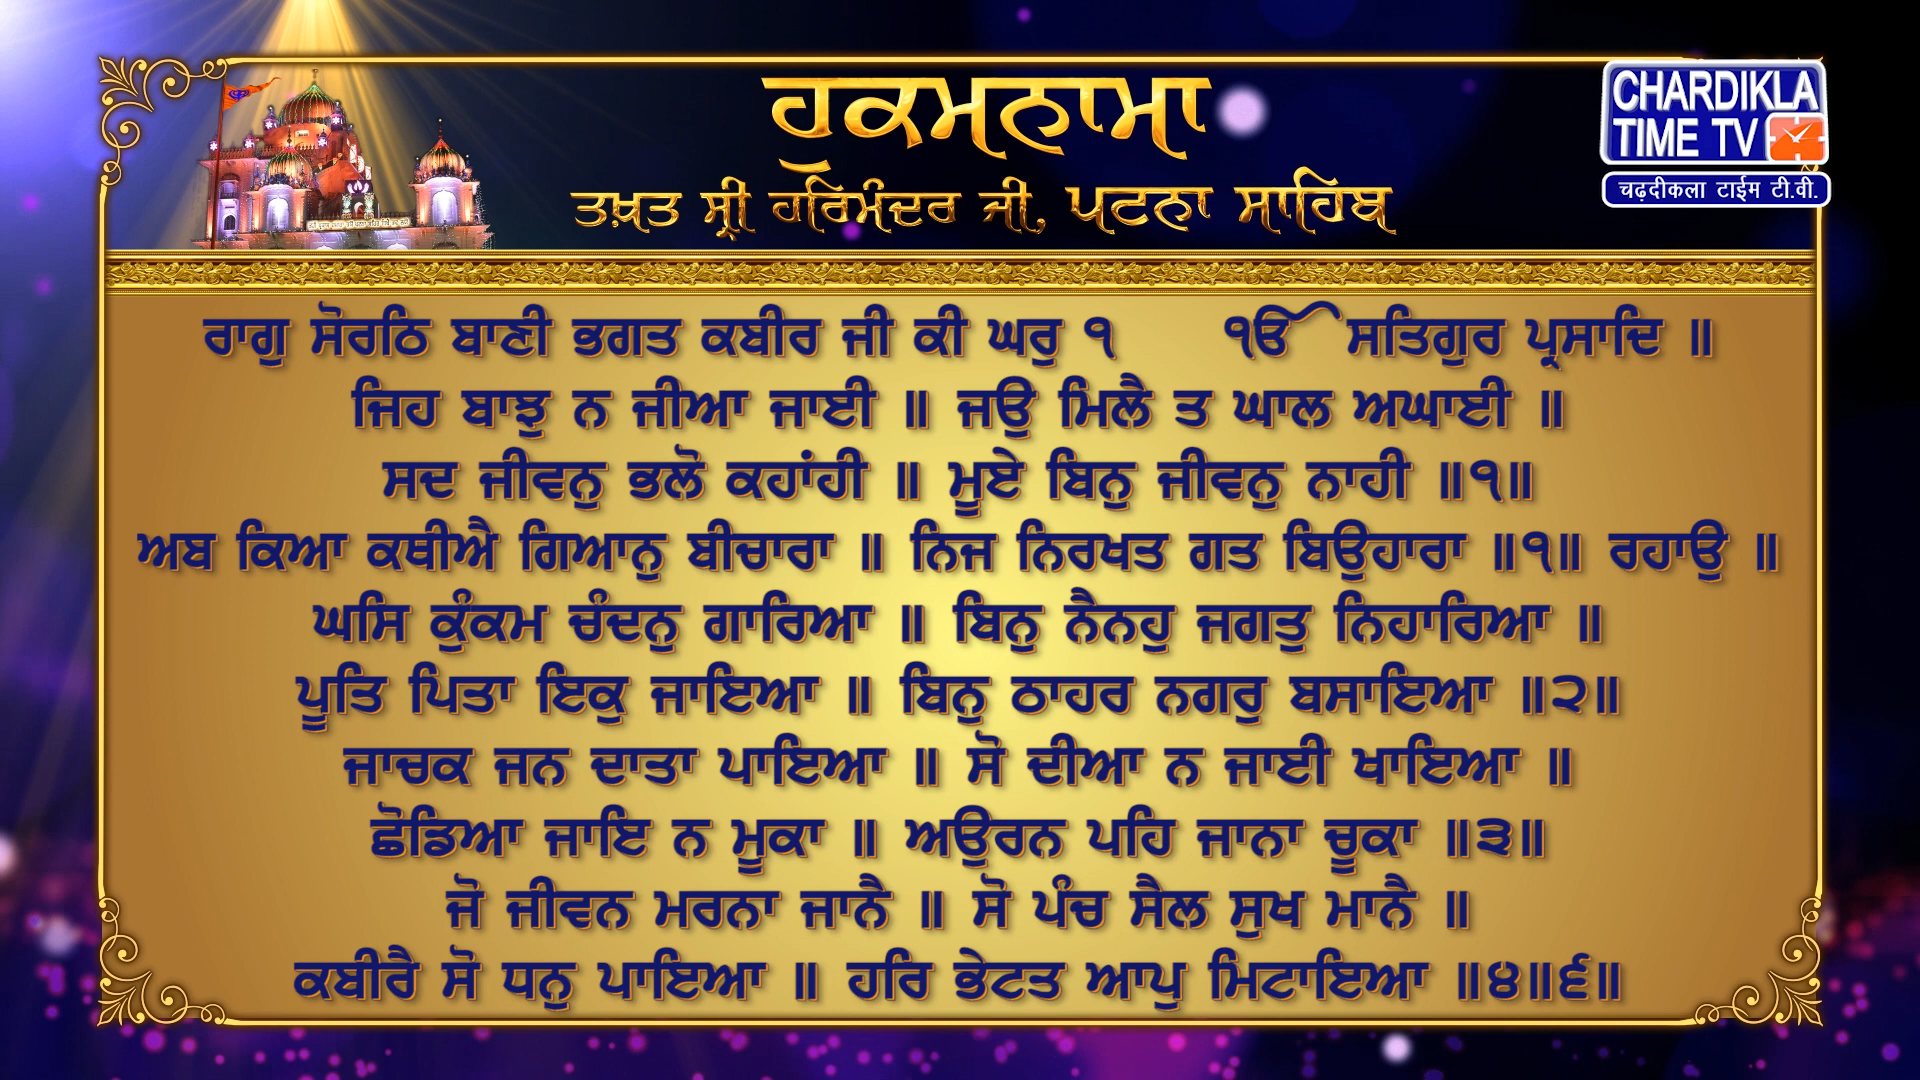 ਹੁਕਮਨਾਮਾ
ਤਖ਼ਤ ਸ੍ਰੀ ਹਰਿਮੰਦਰ ਜੀ, ਪਟਨਾ ਸਾਹਿਬ
CHARDIKLA
TIME TV
चढ़दीकला टाईम टी.वी.
ਰਾਗੁ ਸੋਰਠਿ ਬਾਣੀ ਭਗਤ ਕਬੀਰ ਜੀ ਕੀ ਘਰੁ ੧ ੴ ਸਤਿਗੁਰ ਪ੍ਰਸਾਦਿ ॥
ਜਿਹ ਬਾਝੁ ਨ ਜੀਆ ਜਾਈ ॥ ਜਉ ਮਿਲੈ ਤ ਘਾਲ ਅਘਾਈ ॥
ਸਦ ਜੀਵਨੁ ਭਲੋ ਕਹਾਂਹੀ ॥ ਮੂਏ ਬਿਨੁ ਜੀਵਨੁ ਨਾਹੀ ॥੧॥
ਅਬ ਕਿਆ ਕਥੀਐ ਗਿਆਨੁ ਬੀਚਾਰਾ ॥ ਨਿਜ ਨਿਰਖਤ ਗਤ ਬਿਉਹਾਰਾ ॥੧॥ ਰਹਾਉ ॥
ਘਸਿ ਕੁੰਕਮ ਚੰਦਨੁ ਗਾਰਿਆ ॥ ਬਿਨੁ ਨੈਨਹੁ ਜਗਤੁ ਨਿਹਾਰਿਆ ॥
ਪੂਤਿ ਪਿਤਾ ਇਕੁ ਜਾਇਆ ॥ ਬਿਨੁ ਠਾਹਰ ਨਗਰੁ ਬਸਾਇਆ ॥੨॥
ਜਾਚਕ ਜਨ ਦਾਤਾ ਪਾਇਆ ॥ ਸੋ ਦੀਆ ਨ ਜਾਈ ਖਾਇਆ ॥
ਛੋਡਿਆ ਜਾਇ ਨ ਮੂਕਾ ॥ ਅਉਰਨ ਪਹਿ ਜਾਨਾ ਚੂਕਾ ॥੩॥
ਜੋ ਜੀਵਨ ਮਰਨਾ ਜਾਨੈ ॥ ਸੋ ਪੰਚ ਸੈਲ ਸੁਖ ਮਾਨੈ ॥
ਕਬੀਰੈ ਸੋ ਧਨੁ ਪਾਇਆ ॥ ਹਰਿ ਭੇਟਤ ਆਪੁ ਮਿਟਾਇਆ ॥੪॥੬॥